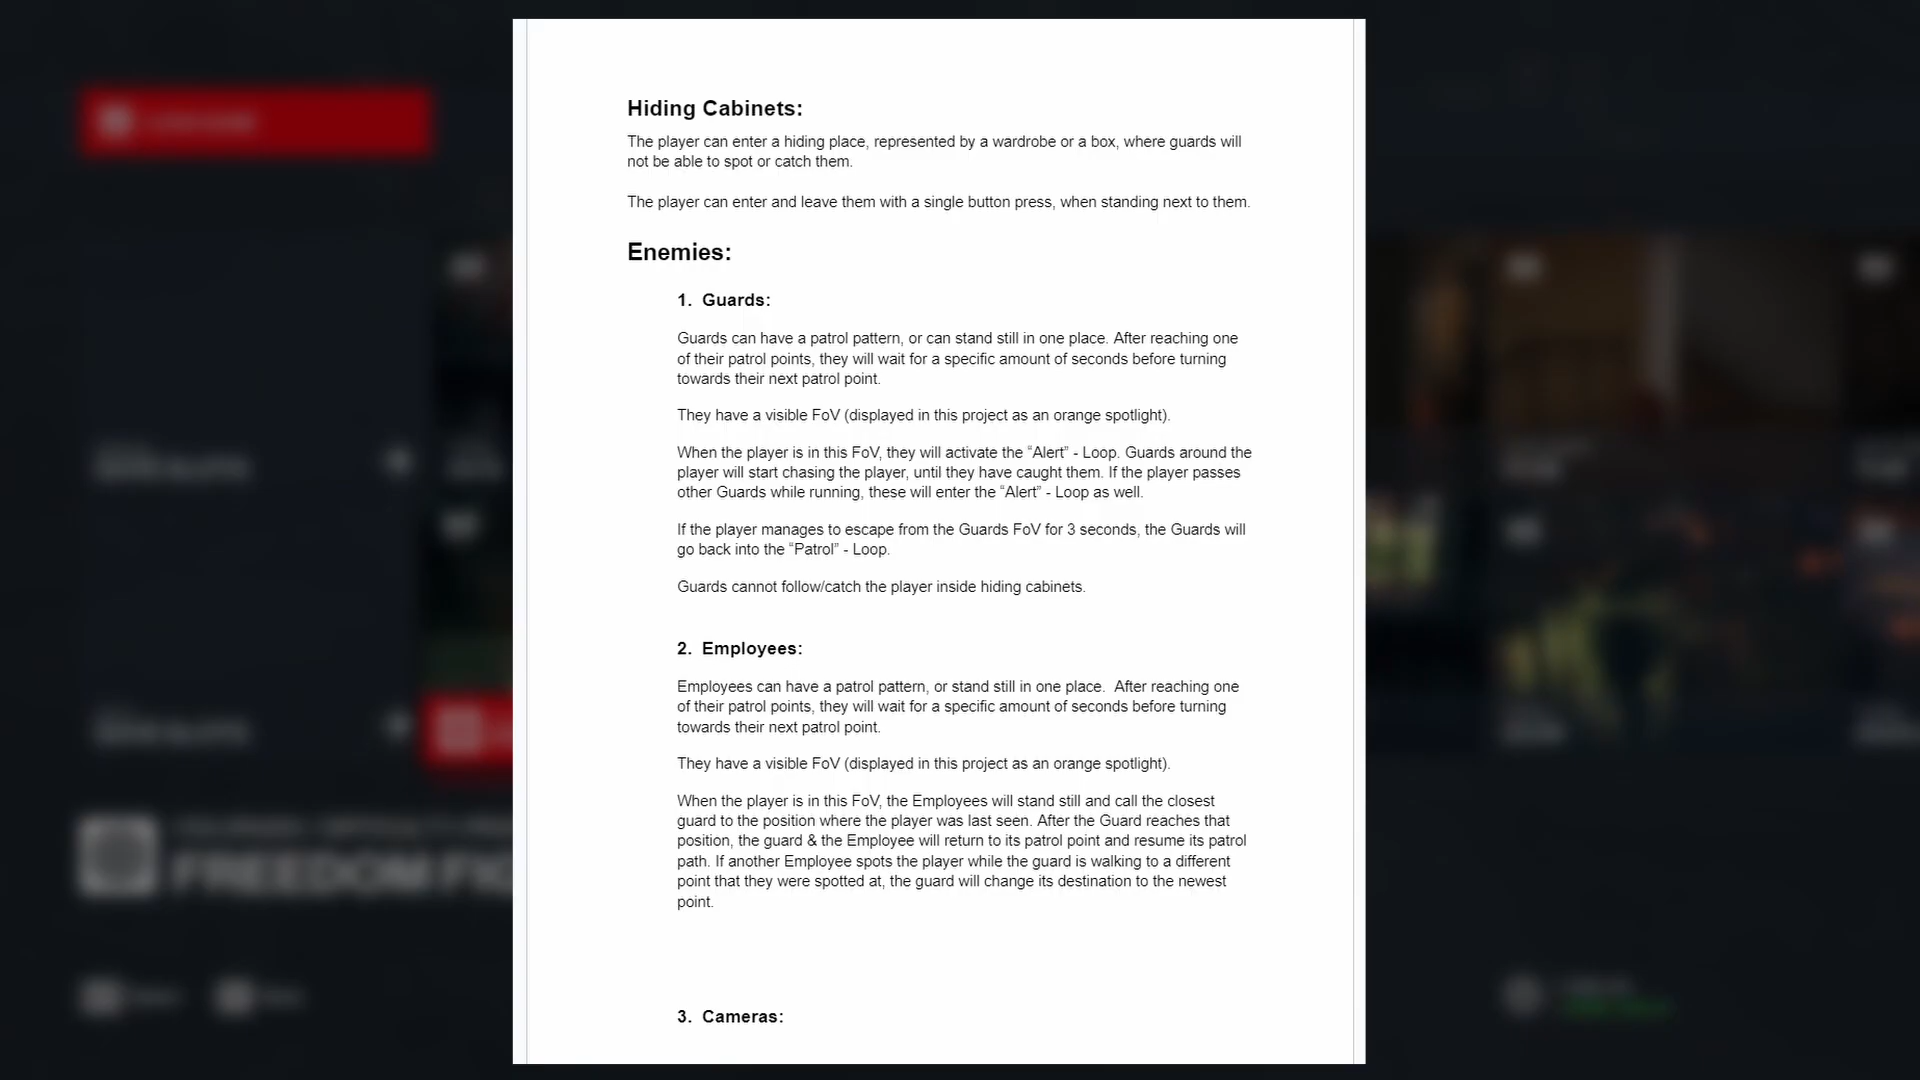 Hiding Cabinets:
The player can enter a hiding place, represented by a wardrobe or a box, where guards will
not be able to spot or catch them.
The player can enter and leave them with a single button press, when standing next to them.
Enemies:
1. Guards:
Guards can have a patrol pattern, or can stand still in one place. After reaching one
of their patrol points, they will wait for a specific amount of seconds before turning
towards their next patrol point.
They have a visible FoV (displayed in this project as an orange spotlight).
When the player is in this FoV, they will activate the “Alert” - Loop. Guards around the
player will start chasing the player, until they have caught them. If the player passes
other Guards while running, these will enter the “Alert” - Loop as well.
If the player manages to escape from the Guards FoV for 3 seconds, the Guards will
go back into the “Patrol” - Loop.
Guards cannot follow/catch the player inside hiding cabinets.
2. Employees:
Employees can have a patrol pattern, or stand still in one place.  After reaching one
of their patrol points, they will wait for a specific amount of seconds before turning
towards their next patrol point.
They have a visible FoV (displayed in this project as an orange spotlight).
When the player is in this FoV, the Employees will stand still and call the closest
guard to the position where the player was last seen. After the Guard reaches that
position, the guard & the Employee will return to its patrol point and resume its patrol
path. If another Employee spots the player while the guard is walking to a different
point that they were spotted at, the guard will change its destination to the newest
point.
3. Cameras:
FREEDOM